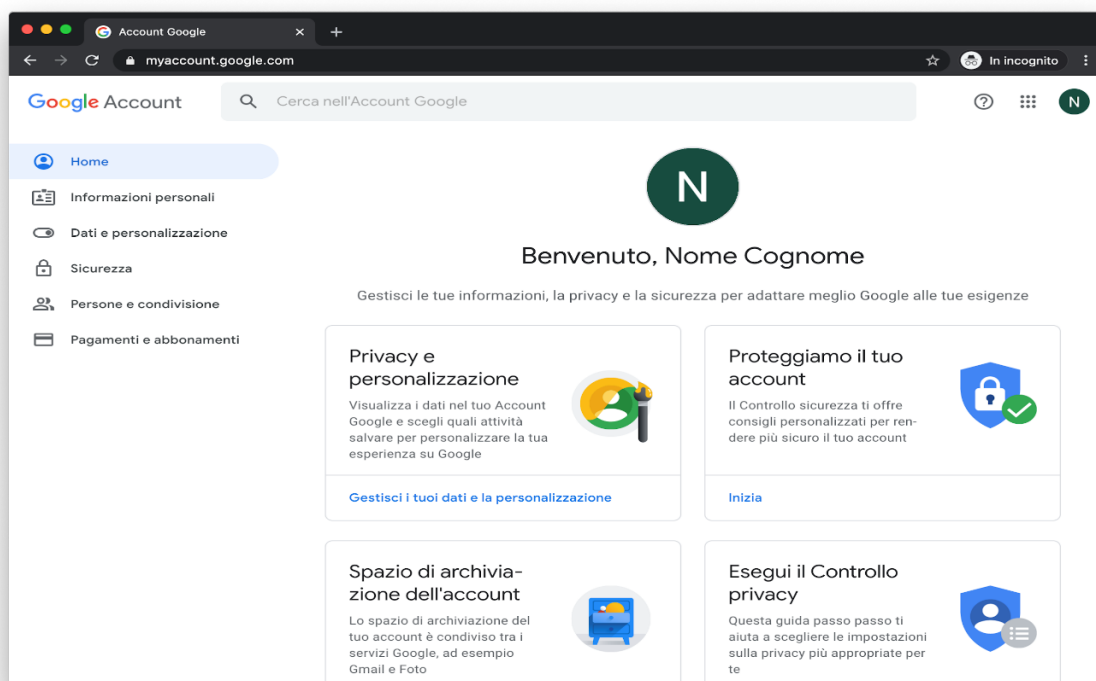 Account Google
myaccount.google.com
In incognito
Google Account
Cerca nell'Account Google
N
Home
Informazioni personali
Dati e personalizzazione
Sicurezza
Persone e condivisione
Pagamenti e abbonamenti
N
Benvenuto, Nome Cognome
Gestisci le tue informazioni, la privacy e la sicurezza per adattare meglio Google alle tue esigenze
Privacy e
personalizzazione
Visualizza i dati nel tuo Account
Google e scegli quali attività
salvare per personalizzare la tua
esperienza su Google
Gestisci i tuoi dati e la personalizzazione
Proteggiamo il tuo
account
Il Controllo sicurezza ti offre
consigli personalizzati per ren-
dere più sicuro il tuo account
Inizia
Spazio di archivia-
zione dell'account
Lo spazio di archiviazione del
tuo account è condiviso tra i
servizi Google, ad esempio
Gmail e Foto
Esegui il Controllo
privacy
Questa guida passo passo ti
aiuta a scegliere le impostazioni
sulla privacy più appropriate per
te